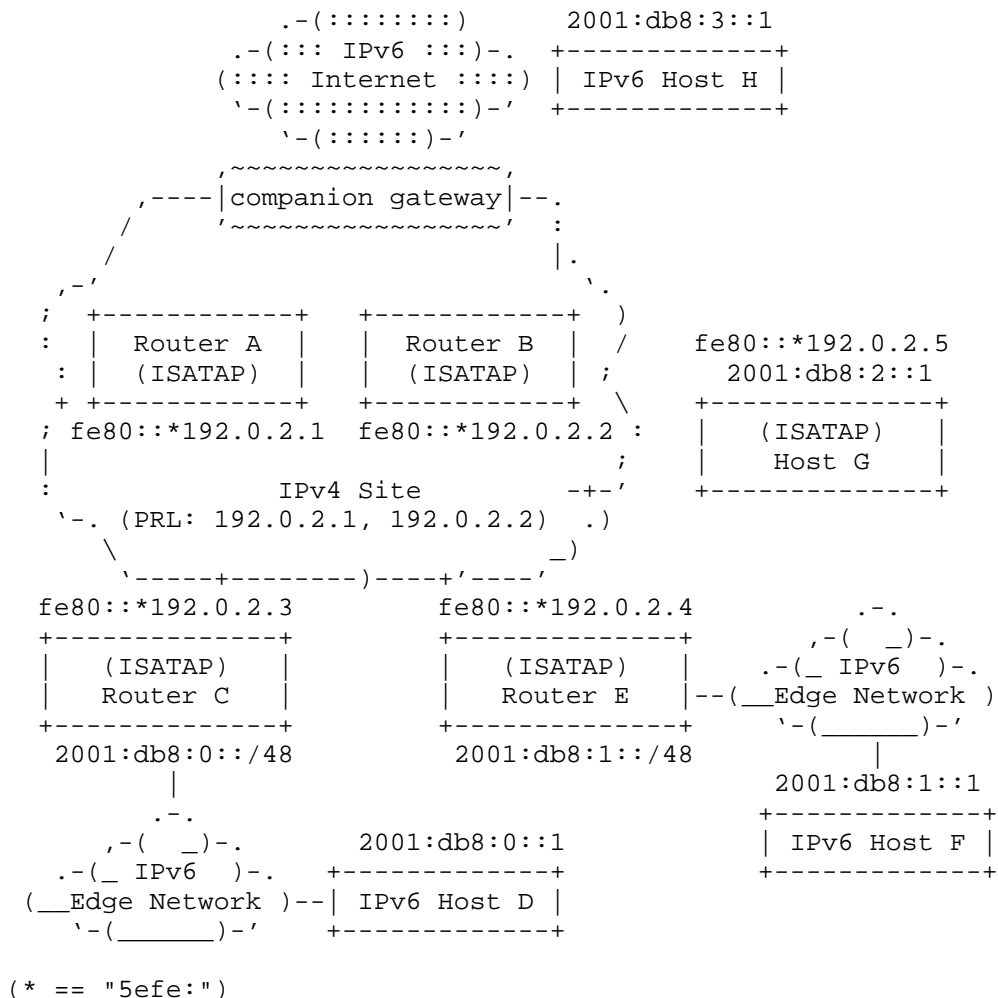 .-(::::::::)        2001:db8:3::1
.-(::: IPv6 :::)-.  +-------------+
(:::: Internet ::::) | IPv6 Host H |
`-(::::::::::::)-'  +-------------+
`-(::::::)-'
,~~~~~~~~~~~~~~~~~,
,----|companion gateway|--.
/     '~~~~~~~~~~~~~~~~~'  :
/                           |.
,-'                              `.
;  +------------+   +------------+  )
:  |  Router A  |   |  Router B  |  /    fe80::*192.0.2.5
: |  (ISATAP)  |   |  (ISATAP)  | ;      2001:db8:2::1
+ +------------+   +------------+  \    +--------------+
; fe80::*192.0.2.1  fe80::*192.0.2.2 :   |   (ISATAP)   |
|                                   ;    |    Host G    |
:              IPv4 Site         -+-'    +--------------+
`-. (PRL: 192.0.2.1, 192.0.2.2)  .)
\                           _)
`-----+--------)----+'----'
fe80::*192.0.2.3         fe80::*192.0.2.4          .-.
+--------------+         +--------------+       ,-(  _)-.
|   (ISATAP)   |         |   (ISATAP)   |    .-(_ IPv6  )-.
|   Router C   |         |   Router E   |--(__Edge Network )
+--------------+         +--------------+     `-(______)-'
2001:db8:0::/48          2001:db8:1::/48           |
|                                   2001:db8:1::1
.-.                                +-------------+
,-(  _)-.       2001:db8:0::1             | IPv6 Host F |
.-(_ IPv6  )-.   +-------------+            +-------------+
(__Edge Network )--| IPv6 Host D |
`-(______)-'     +-------------+
(* == "5efe:")